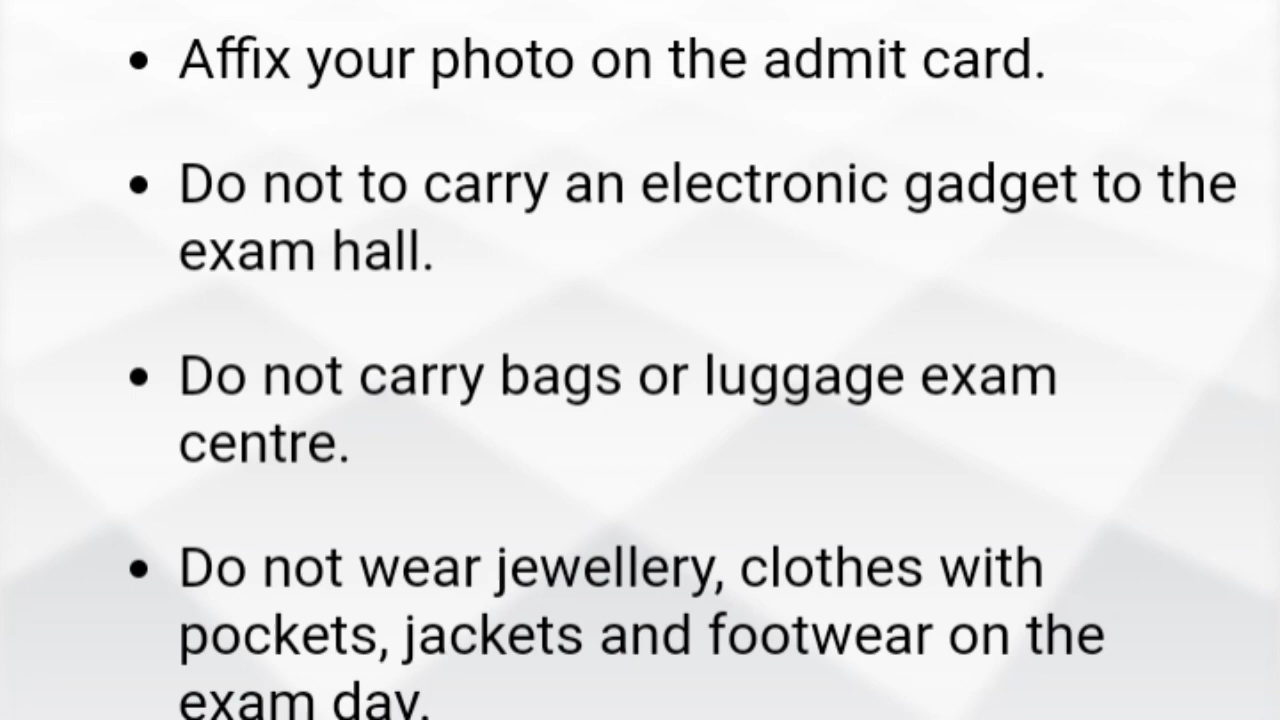 • Affix your photo on the admit card.
• Do not to carry an electronic gadget to the
exam hall.
• Do not carry bags or luggage exam
centre.
• Do not wear jewellery, clothes with
pockets, jackets and footwear on the
exam day.